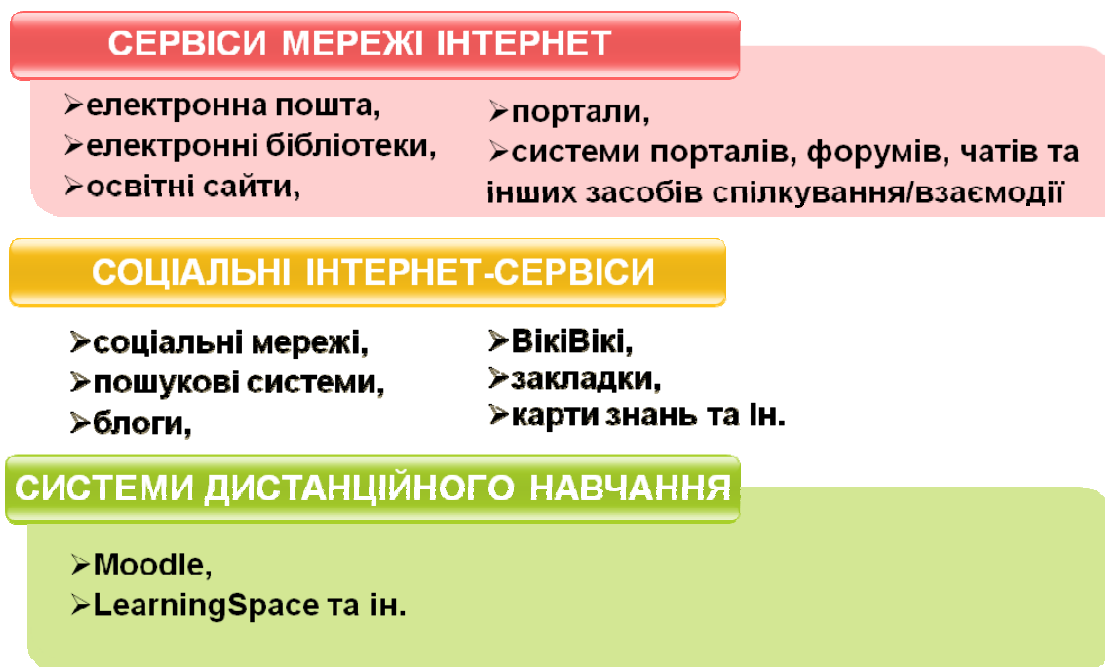 СЕРВІСИ МЕРЕЖІ ІНТЕРНЕТ
➢електронна пошта,
➢електронні бібліотеки,
➢освітні сайти,
➢портали,
➢системи порталів, форумів, чатів та
інших засобів спілкування/взаємодії
СОЦІАЛЬНІ ІНТЕРНЕТ-СЕРВІСИ
➢соціальні мережі,
➢пошукові системи,
➢блоги,
➢ВікіВікі,
➢закладки,
➢карти знань та Ін.
СИСТЕМИ ДИСТАНЦІЙНОГО НАВЧАННЯ
➢Moodle,
➢LearningSpace та ін.